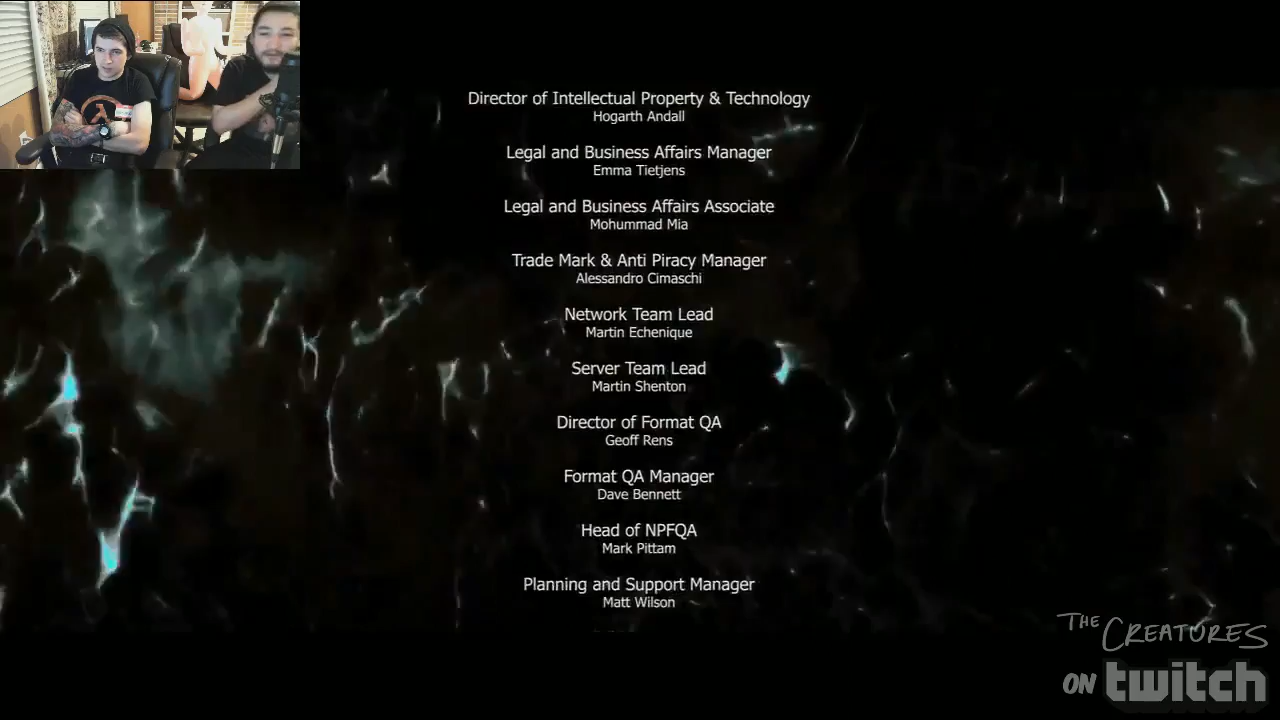 Director of Intellectual Property & Technology
Hogarth Andall
Legal and Business Affairs Manager
Emma Tietjens
Legal and Business Affairs Associate
Mohummad Mia
Trade Mark & Anti Piracy Manager
Alessandro Cimaschi
Network Team Lead
Martin Echenique
Server Team Lead
Martin Shenton
Director of Format QA
Geoff Rens
Format QA Manager
Dave Bennett
Head of NPFQA
Mark Pittam
Planning and Support Manager
Matt Wilson
THE CREATURES
ON twitch